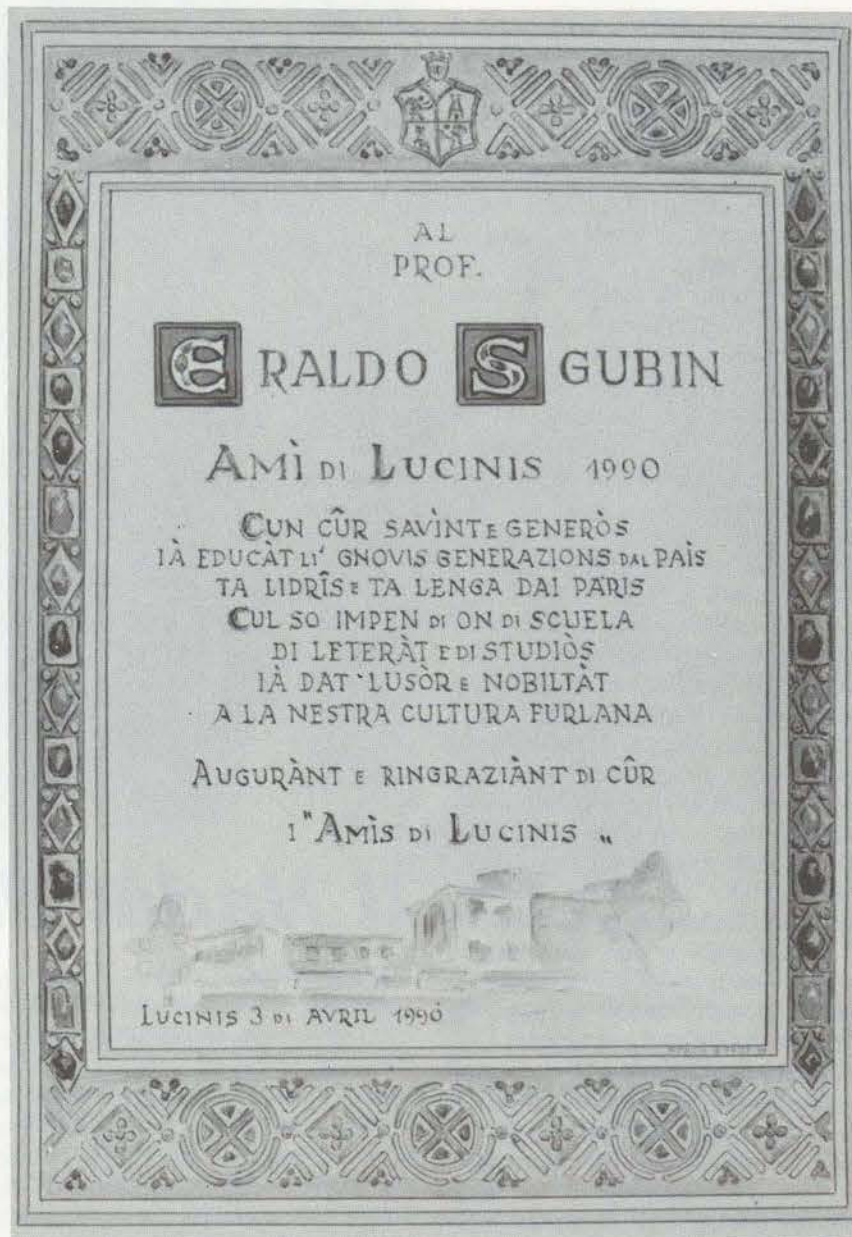 AL
PROF.
ERALDO SGUBIN
AMÌ DI LUCINIS 1990
CUN CÛR SAVÌNT E GENERÒS
IÀ EDUCÀT LI' GNOVIS GENERAZIONS DAL PAÌS
TA LIDRÎS E TA LENGA DAI PARIS
CUL SO IMPEN DI ON DI SCUELA
DI LETERÀT E DI STUDIÒS
IÀ DAT LUSÒR E NOBILTÀT
A LA NESTRA CULTURA FURLANA
AUGURÀNT E RINGRAZIÀNT DI CÛR
I "AMÌS DI LUCINIS "
LUCINIS 3 DI AVRIL 1990